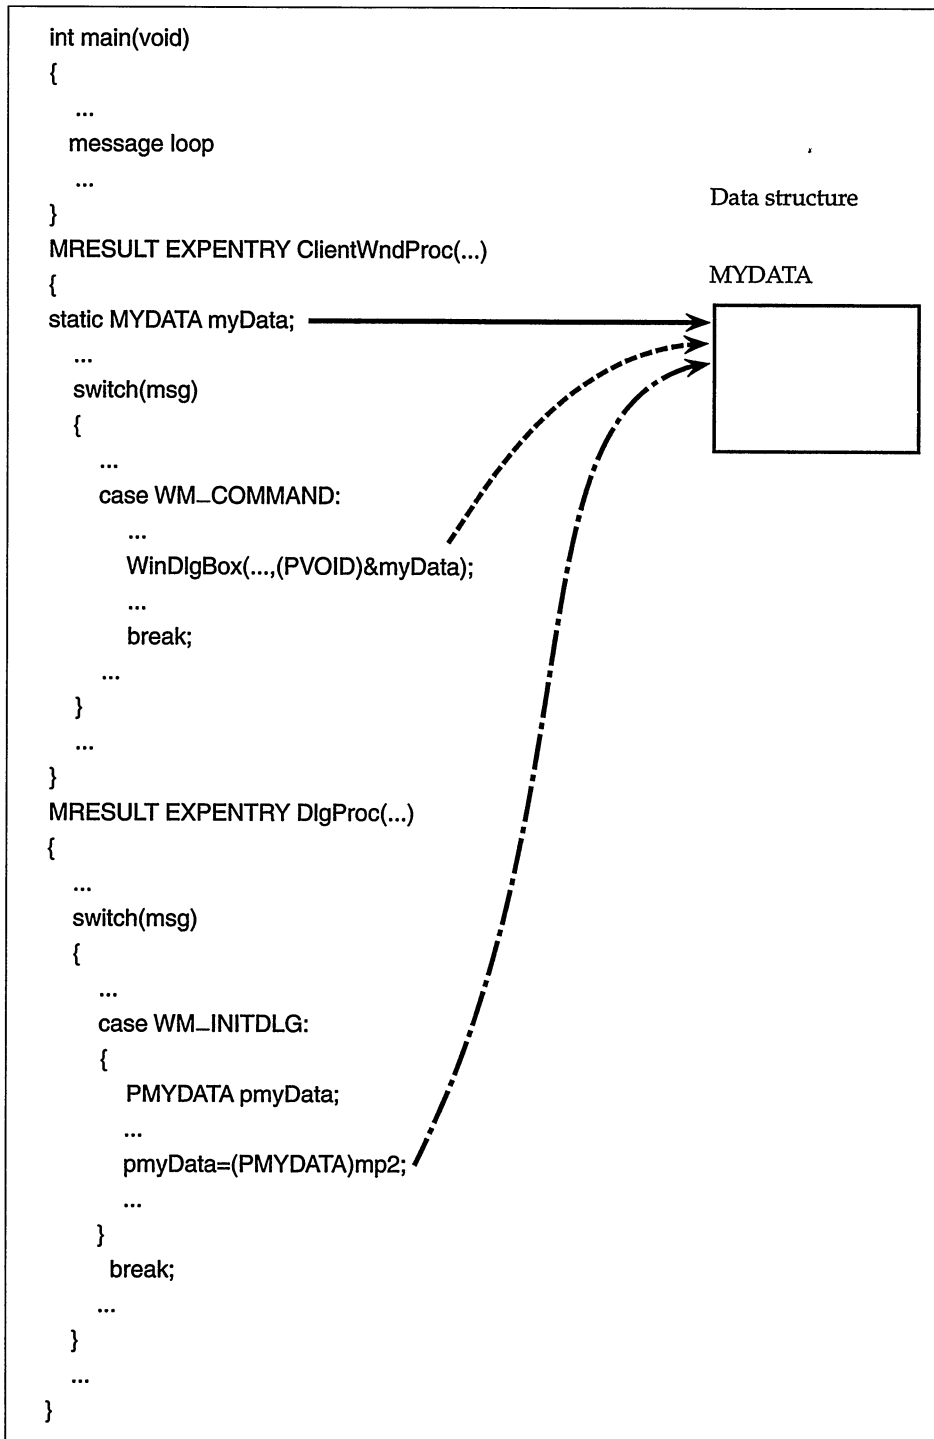 int main(void)
{
...
message loop
...
}
Data structure
MRESULT EXPENTRY ClientWndProc(...)
MYDATA
{
static MYDATA myData;
...
switch(msg)
{
...
case WM_COMMAND:
...
WinDlgBox(...,(PVOID)&myData);
...
break;
...
}
...
}
MRESULT EXPENTRY DlgProc(...)
{
...
switch(msg)
{
...
case WM_INITDLG:
{
PMYDATA pmyData;
...
pmyData=(PMYDATA)mp2;
...
}
break;
...
}
...
}